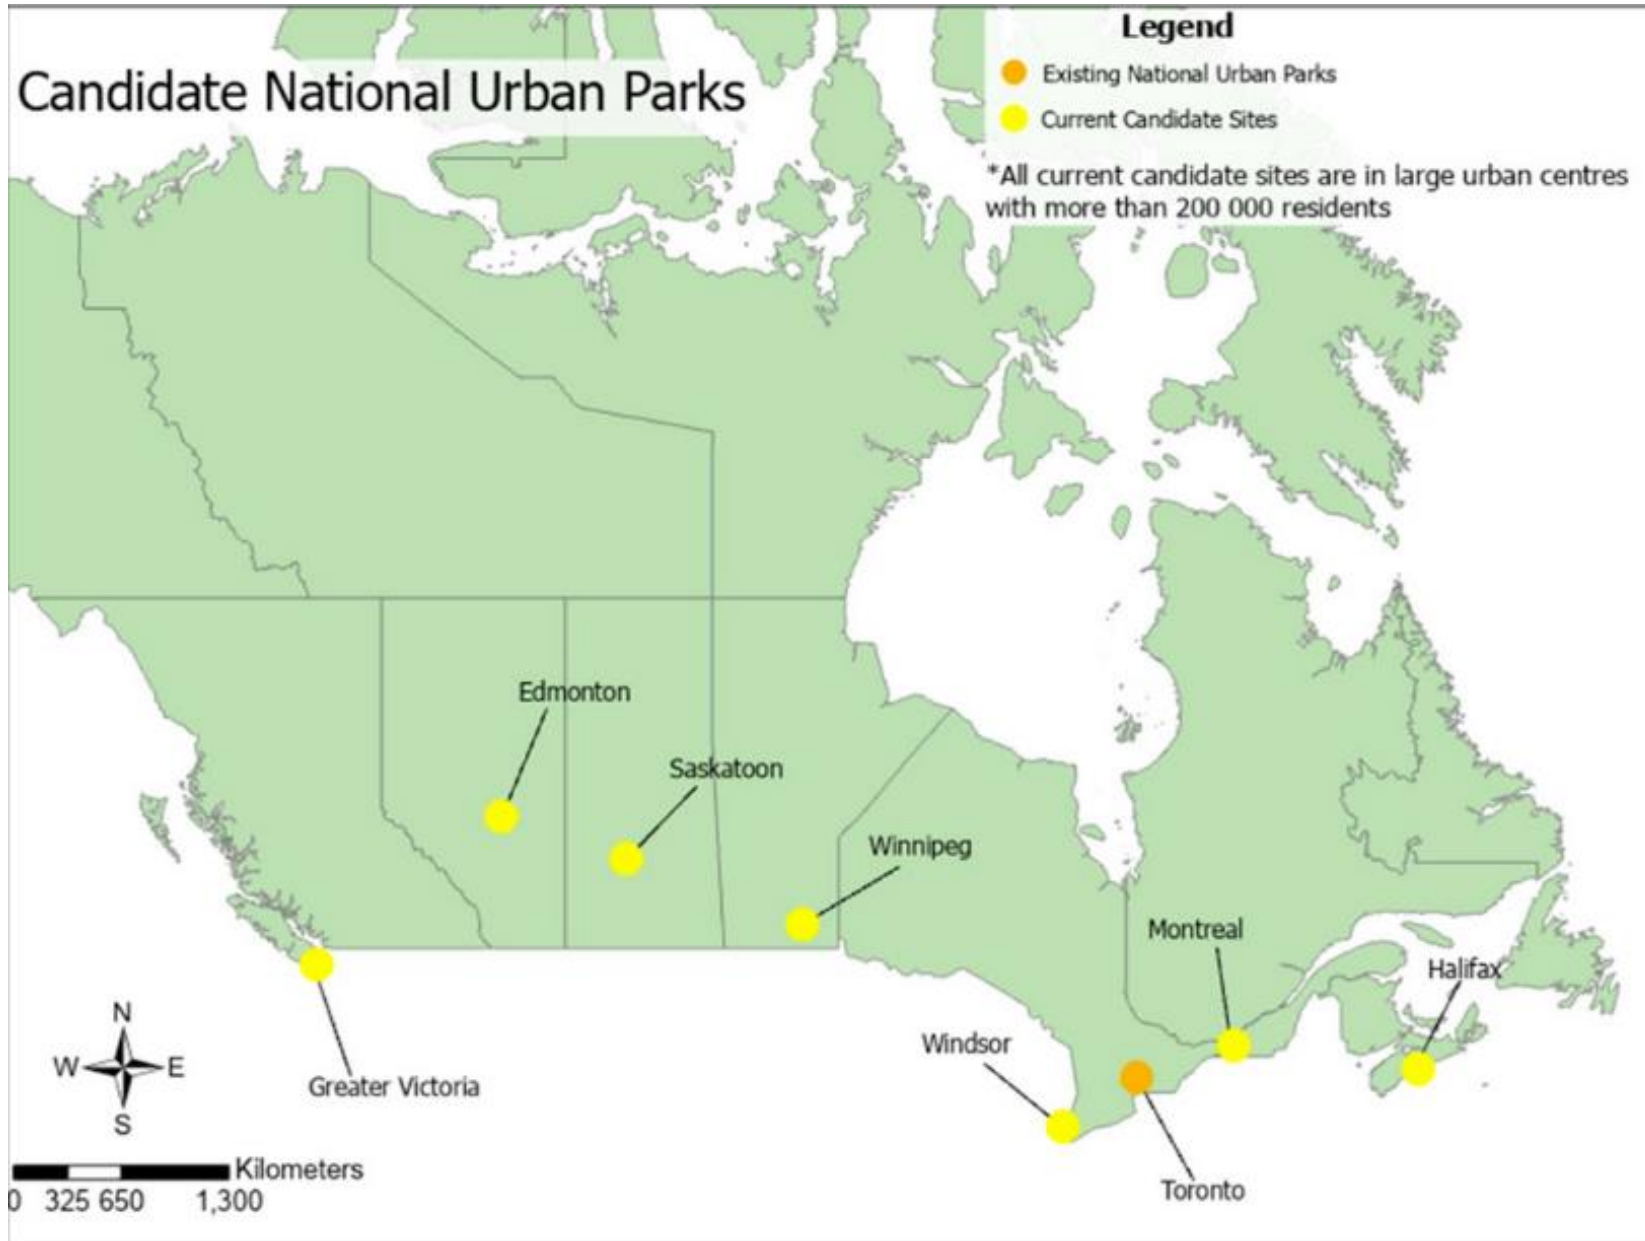 Candidate National Urban Parks
Legend
Existing National Urban Parks
Current Candidate Sites
*All current candidate sites are in large urban centres
with more than 200 000 residents
Edmonton
Saskatoon
Winnipeg
Montreal
Halifax
Windsor
Greater Victoria
Toronto
N
W E
S
Kilometers
0 325 650 1,300